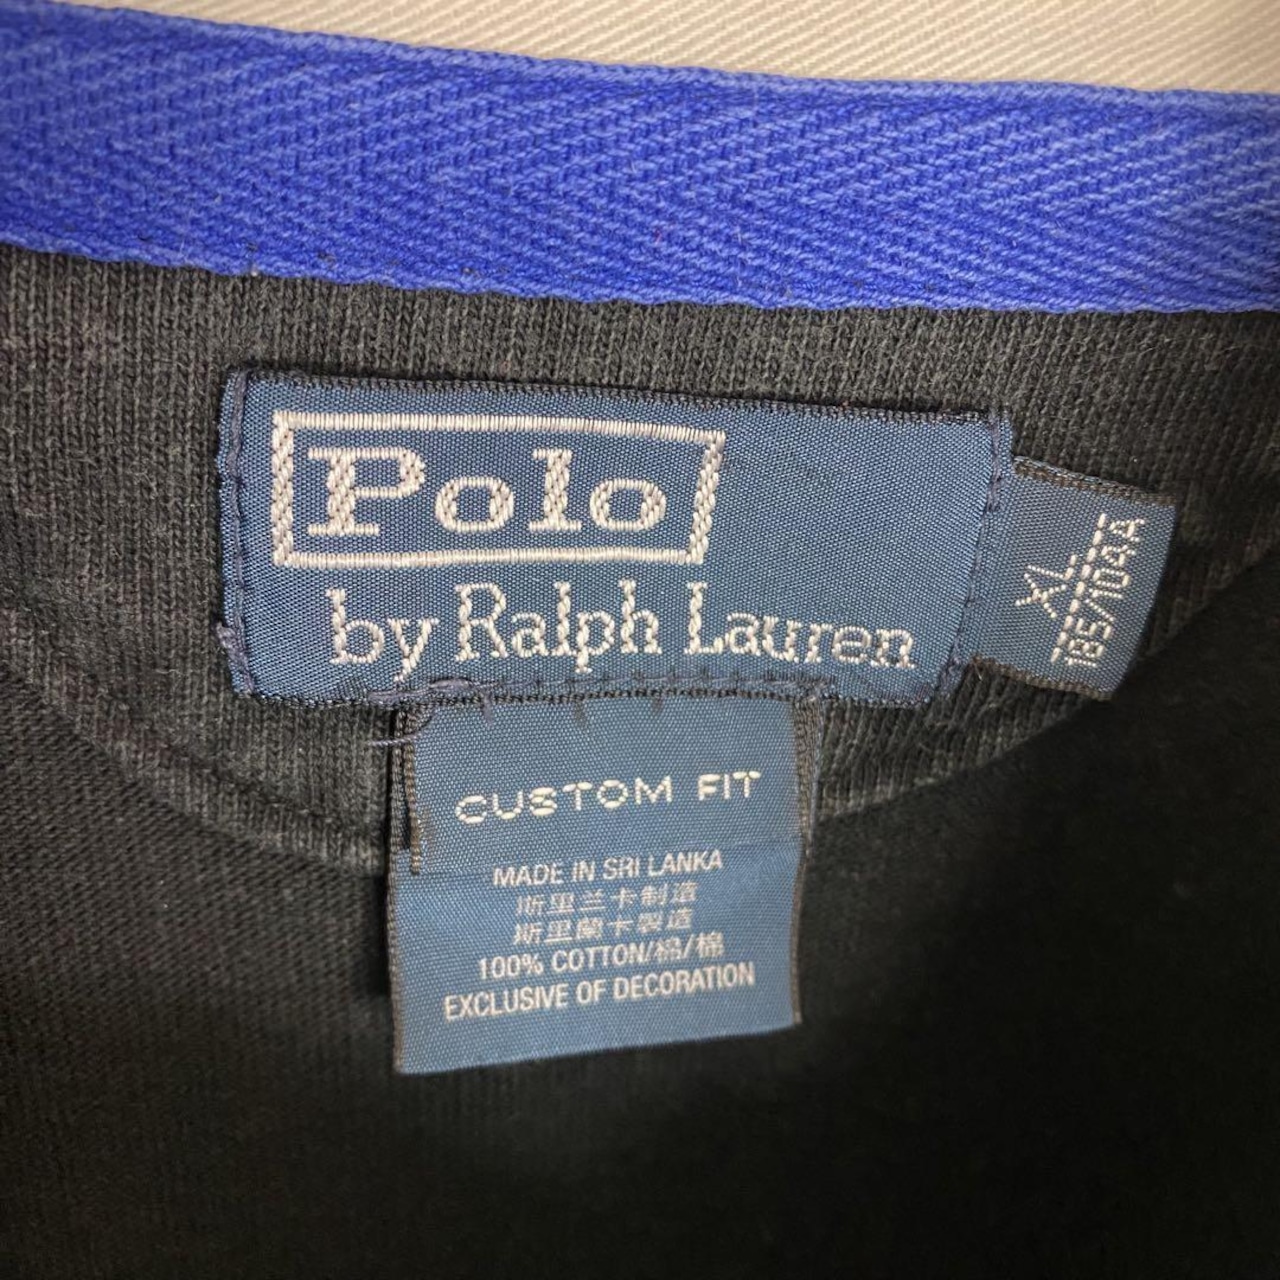 Polo
by Ralph Lauren
XL
185/104A
CUSTOM FIT
MADE IN SRI LANKA
斯里兰卡制造
斯里蘭卡製造
100% COTTON/棉/棉
EXCLUSIVE OF DECORATION